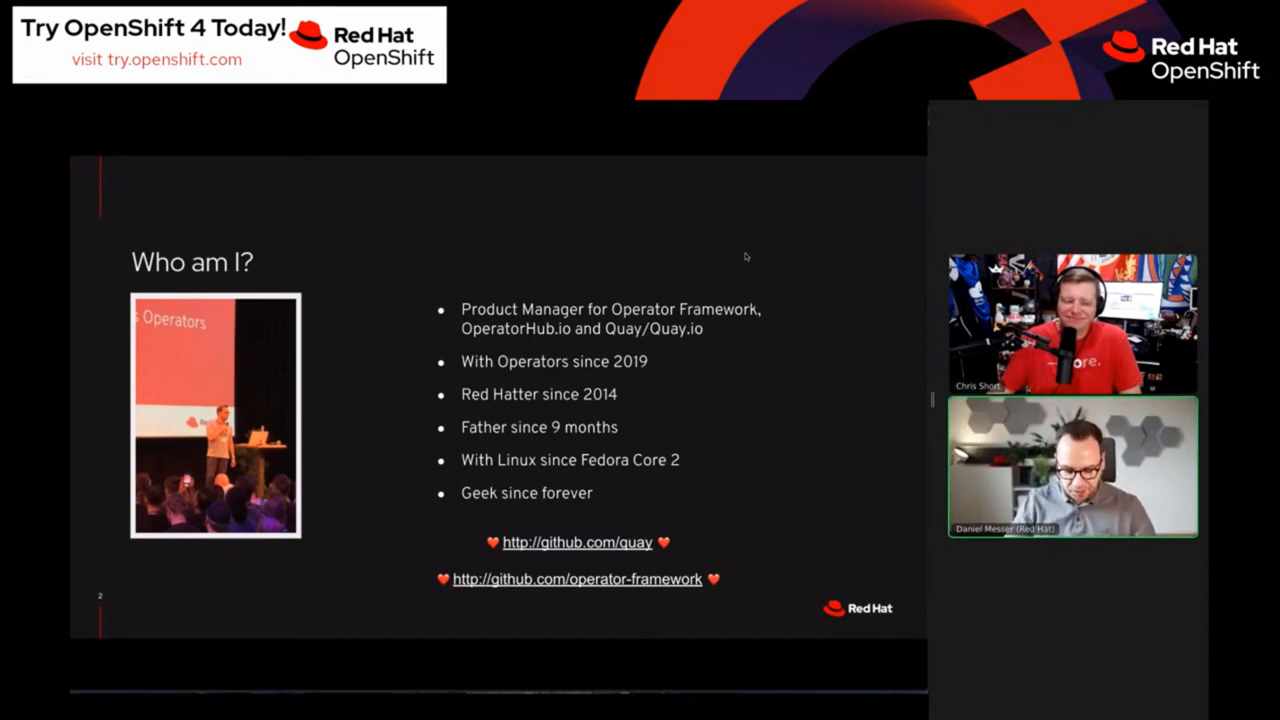 Try OpenShift 4 Today!
visit try.openshift.com
Red Hat
OpenShift
Red Hat
OpenShift
Who am I?
s Operators
Product Manager for Operator Framework,
OperatorHub.io and Quay/Quay.io
With Operators since 2019
Red Hatter since 2014
Father since 9 months
With Linux since Fedora Core 2
Geek since forever
http://github.com/quay
http://github.com/operator-framework
2
Red Hat
ore.
Chris Short
Daniel Messer (Red Hat)